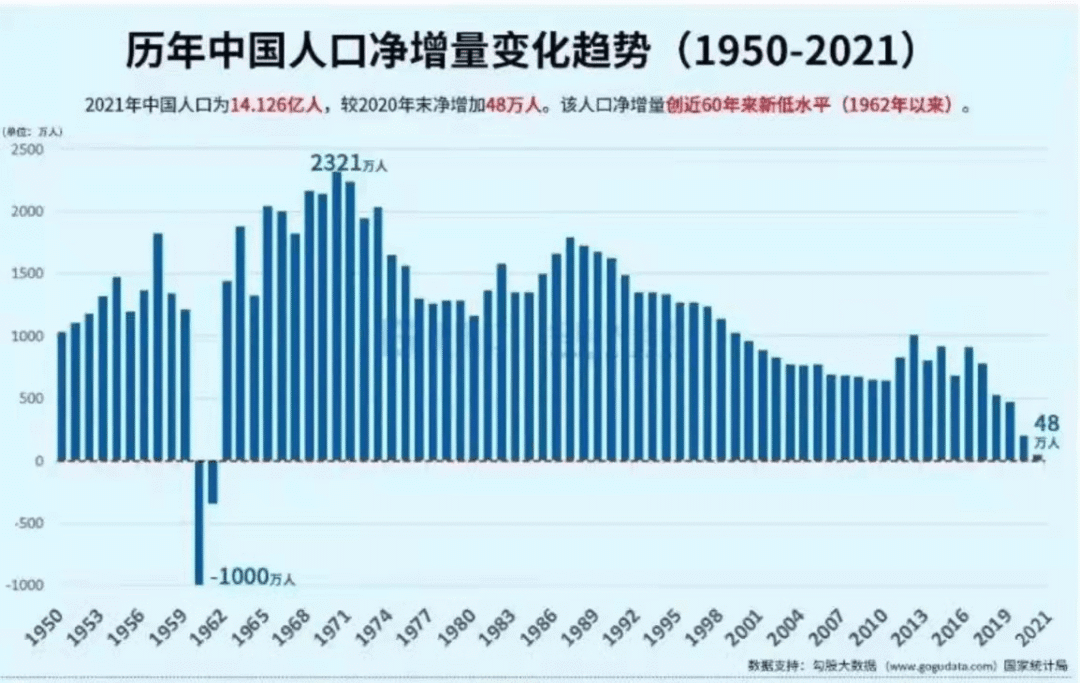 历年中国人口净增量变化趋势（1950-2021）
2021年中国人口为14.126亿人，较2020年末净增加48万人。该人口净增量创近60年来新低水平（1962年以来）。
(单位：万人)
2500
2321万人
2000
1500
1000
500
48
万人
0
-500
-1000
-1000万人
1950 1953 1956 1959 1962 1965 1968 1971 1974 1977 1980 1983 1986 1989 1992 1995 1998 2001 2004 2007 2010 2013 2016 2019 2021
数据支持：勾股大数据（www.gogudata.com）国家统计局